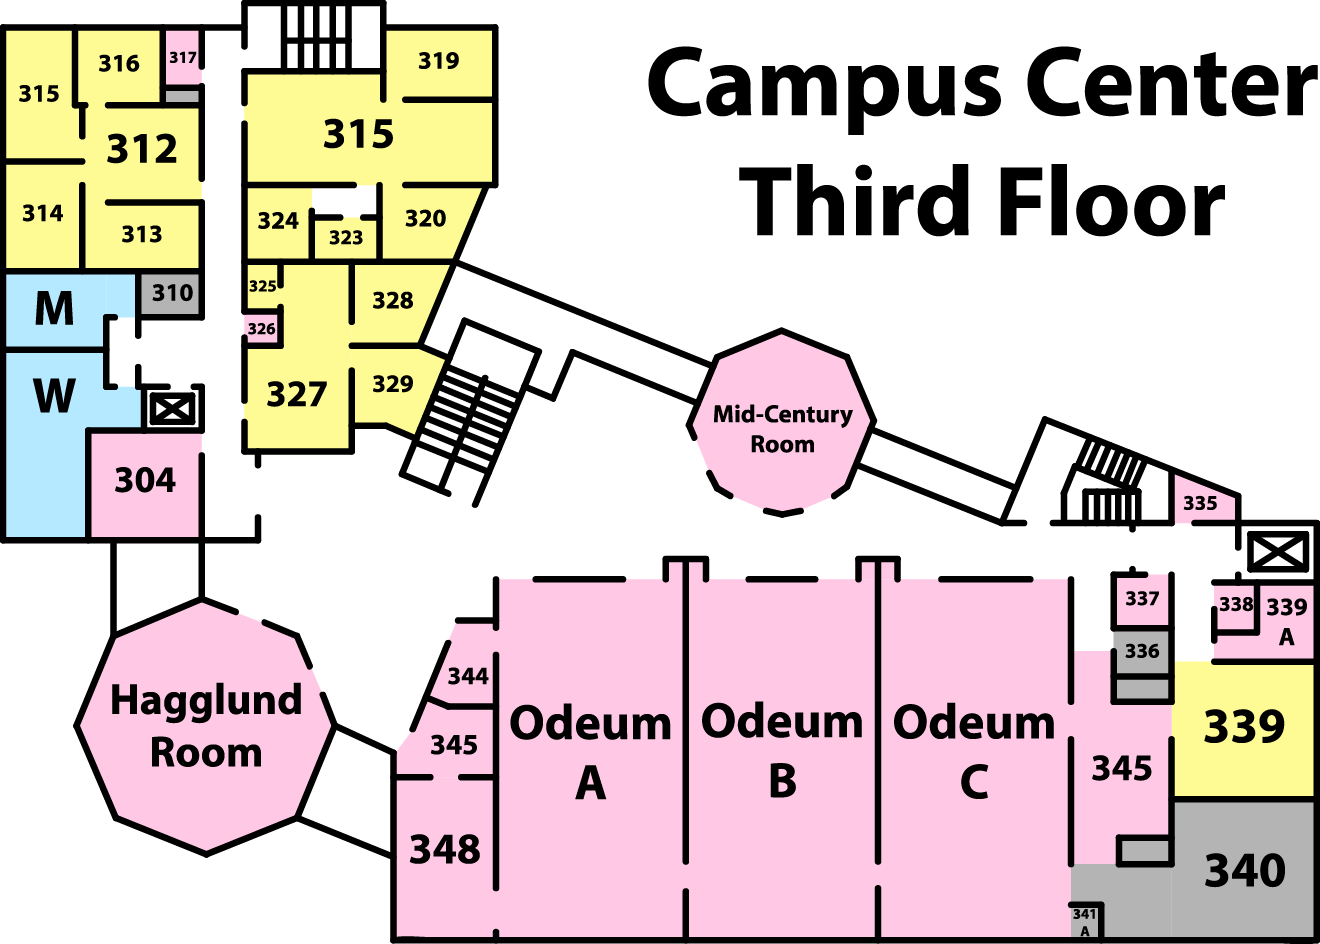 Campus Center
Third Floor
315
316
317
312
314
313
M
310
W
304
319
315
324
323
320
325
326
328
327
329
Mid-Century
Room
335
337
338
339
A
336
339
340
341
A
345
Hagglund
Room
344
345
348
Odeum
A
Odeum
B
Odeum
C